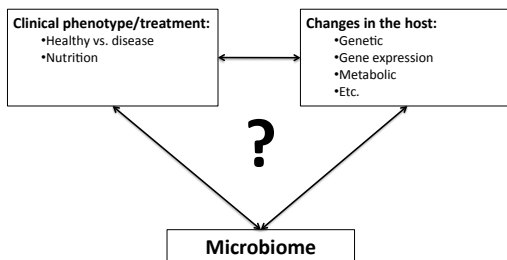 Clinical phenotype/treatment:
•Healthy vs. disease
•Nutrition
Changes in the host:
•Genetic
•Gene expression
•Metabolic
•Etc.
?
Microbiome